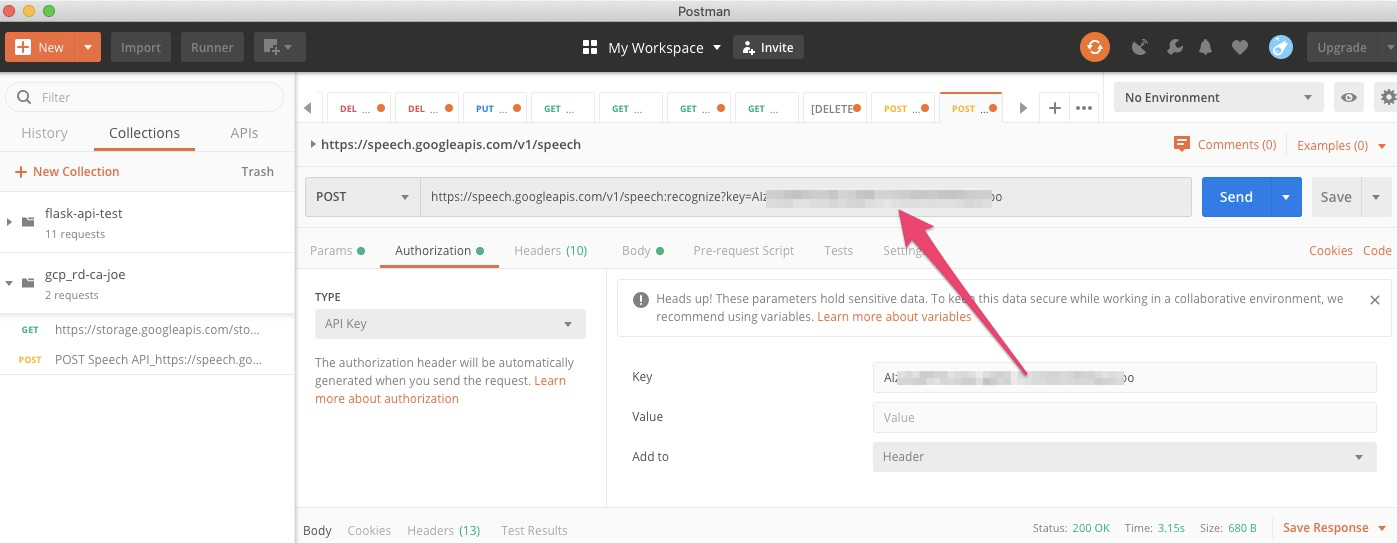 Postman
New
Import
Runner
My Workspace
Invite
Upgrade
Filter
DEL ...
DEL ...
PUT ...
GET ...
GET ...
GET ...
GET ...
[DELETE
POST ...
POST ...
No Environment
History
Collections
APIs
https://speech.googleapis.com/v1/speech
Comments (0)
Examples (0)
New Collection
Trash
POST
https://speech.googleapis.com/v1/speech:recognize?key=AIz
oo
Send
Save
flask-api-test
11 requests
Params
Authorization
Headers (10)
Body
Pre-request Script
Tests
Setting
Cookies
Code
gcp_rd-ca-joe
2 requests
TYPE
API Key
Heads up! These parameters hold sensitive data. To keep this data secure while working in a collaborative environment, we
recommend using variables. Learn more about variables
GET https://storage.googleapis.com/sto...
POST POST Speech API_https://speech.go...
The authorization header will be automatically
generated when you send the request. Learn
more about authorization
Key
AIz
oo
Value
Value
Add to
Header
Body
Cookies
Headers (13)
Test Results
Status: 200 OK
Time: 3.15s
Size: 680 B
Save Response